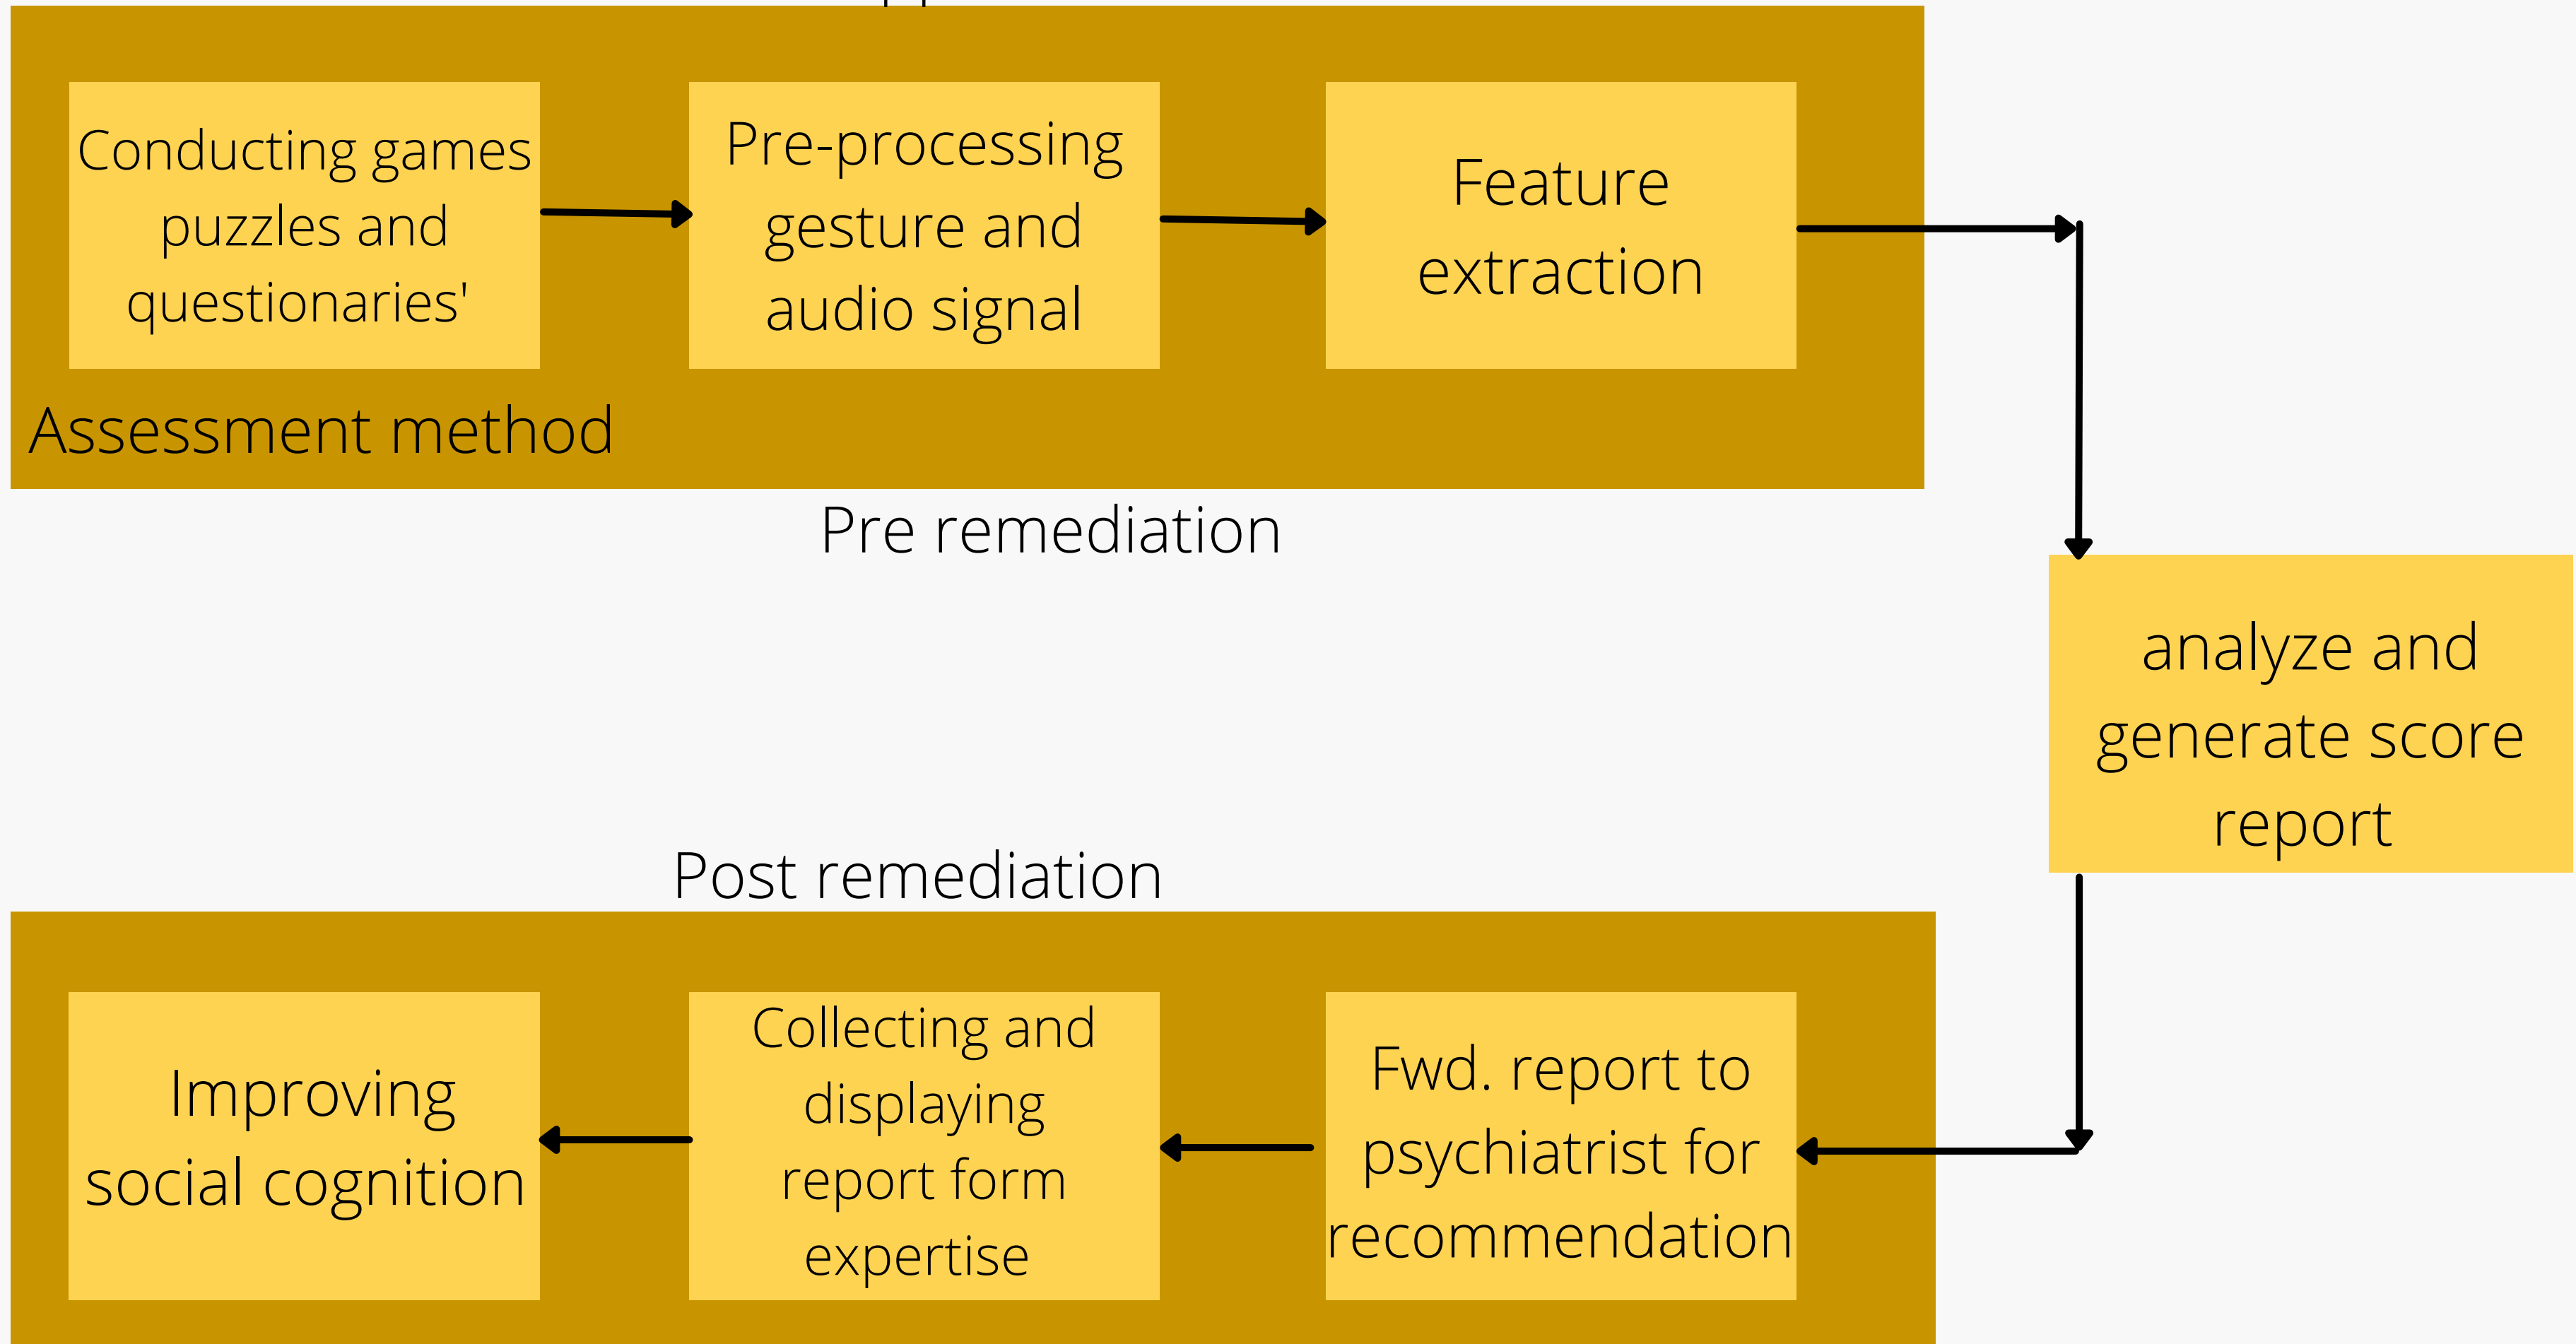 Conducting games
puzzles and
questionaries'
Pre-processing
gesture and
audio signal
Feature
extraction
Assessment method
Pre remediation
analyze and
generate score
report
Post remediation
Improving
social cognition
Collecting and
displaying
report form
expertise
Fwd. report to
psychiatrist for
recommendation